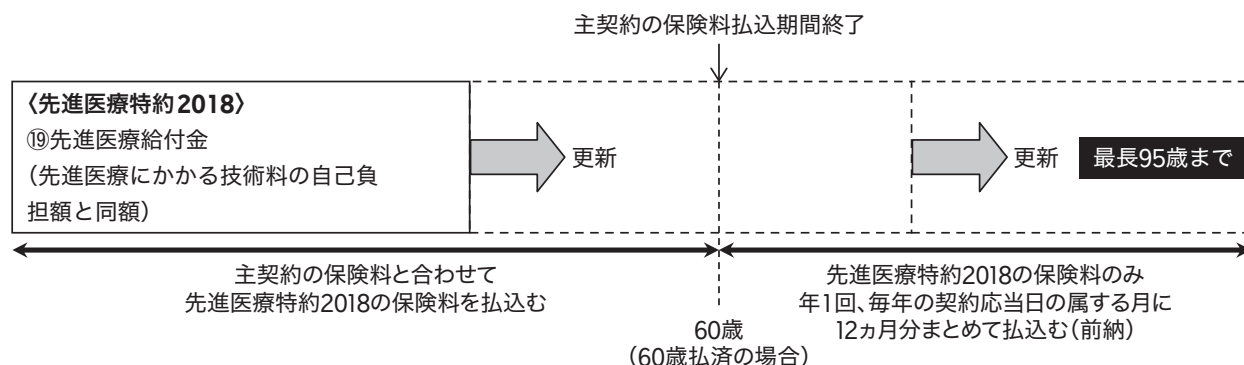 主契約の保険料払込期間終了
〈先進医療特約2018〉
⑲先進医療給付金
（先進医療にかかる技術料の自己負
担額と同額）
更新
更新
最長95歳まで
主契約の保険料と合わせて
先進医療特約2018の保険料を払込む
60歳
（60歳払済の場合）
先進医療特約2018の保険料のみ
年1回、毎年の契約応当日の属する月に
12ヵ月分まとめて払込む（前納）